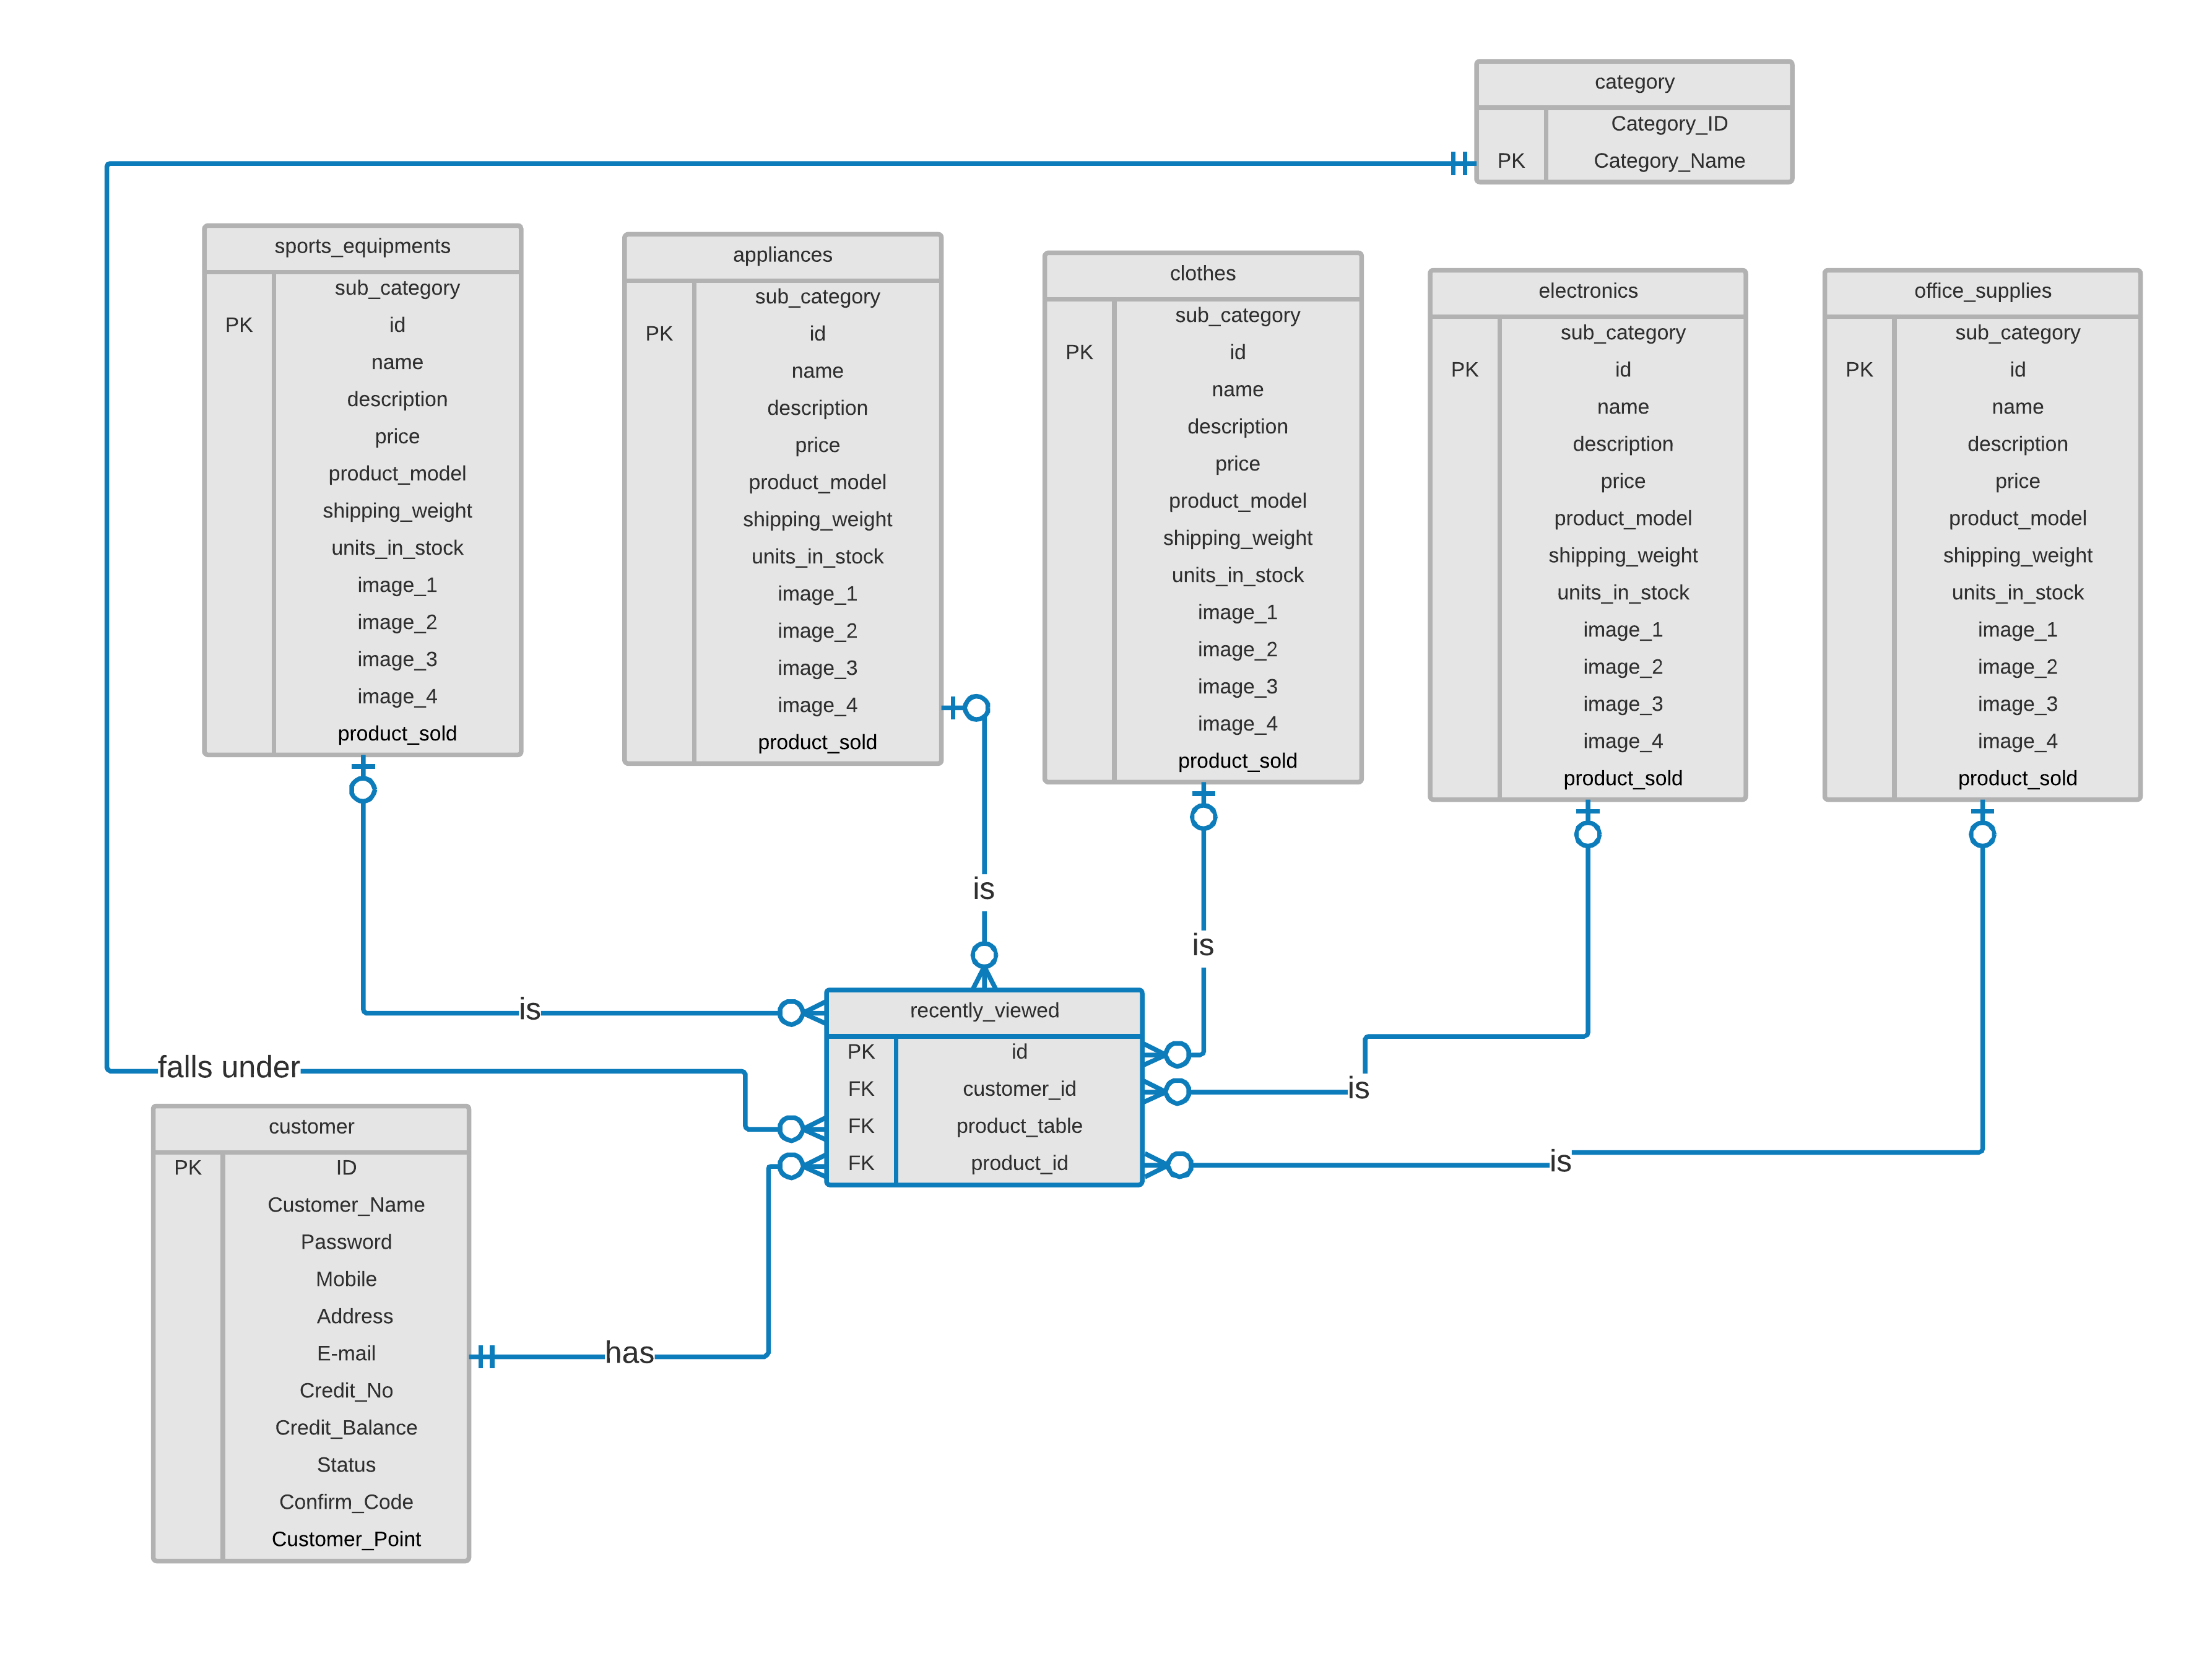 category
Category_ID
PK Category_Name
sports_equipments
sub_category
PK id
name
description
price
product_model
shipping_weight
units_in_stock
image_1
image_2
image_3
image_4
product_sold
appliances
sub_category
PK id
name
description
price
product_model
shipping_weight
units_in_stock
image_1
image_2
image_3
image_4
product_sold
clothes
sub_category
PK id
name
description
price
product_model
shipping_weight
units_in_stock
image_1
image_2
image_3
image_4
product_sold
electronics
sub_category
PK id
name
description
price
product_model
shipping_weight
units_in_stock
image_1
image_2
image_3
image_4
product_sold
office_supplies
sub_category
PK id
name
description
price
product_model
shipping_weight
units_in_stock
image_1
image_2
image_3
image_4
product_sold
is
is
is
is
is
falls under
has
recently_viewed
PK id
FK customer_id
FK product_table
FK product_id
customer
PK ID
Customer_Name
Password
Mobile
Address
E-mail
Credit_No
Credit_Balance
Status
Confirm_Code
Customer_Point